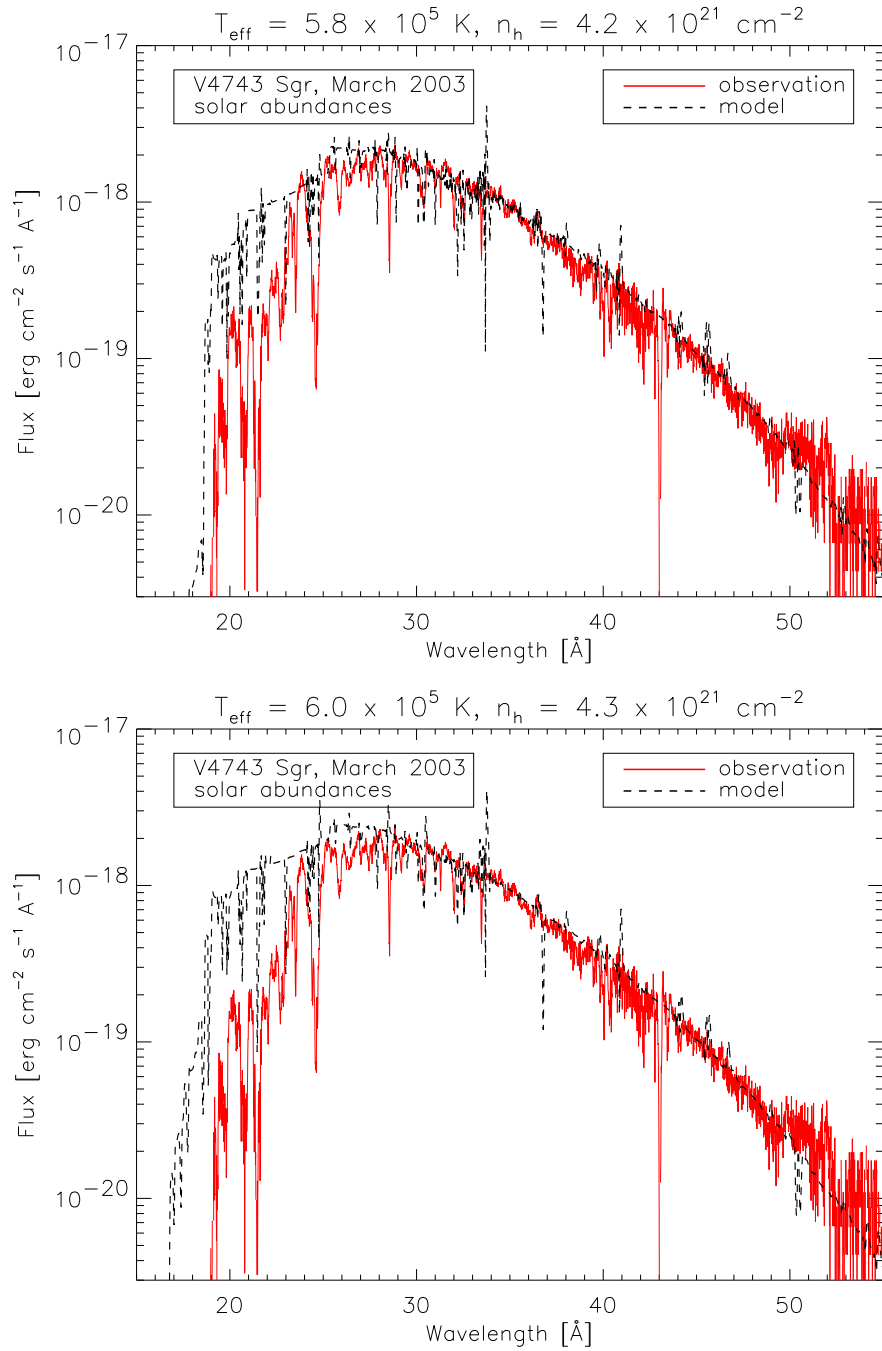 T_eff = 5.8 x 10^5 K, n_h = 4.2 x 10^21 cm^-2
10^-17
V4743 Sgr, March 2003
solar abundances
observation
model
10^-18
10^-19
10^-20
Flux [erg cm^-2 s^-1 A^-1]
20 30 40 50
Wavelength [Å]
T_eff = 6.0 x 10^5 K, n_h = 4.3 x 10^21 cm^-2
10^-17
V4743 Sgr, March 2003
solar abundances
observation
model
10^-18
10^-19
10^-20
Flux [erg cm^-2 s^-1 A^-1]
20 30 40 50
Wavelength [Å]